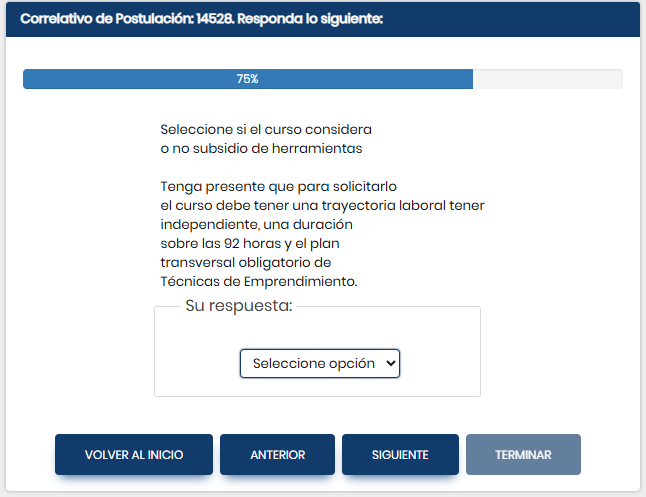 Correlativo de Postulación: 14528. Responda lo siguiente:
75%
Seleccione si el curso considera
o no subsidio de herramientas
Tenga presente que para solicitarlo
el curso debe tener una trayectoria laboral tener
independiente, una duración
sobre las 92 horas y el plan
transversal obligatorio de
Técnicas de Emprendimiento.
Su respuesta:
Seleccione opción
VOLVER AL INICIO ANTERIOR SIGUIENTE TERMINAR